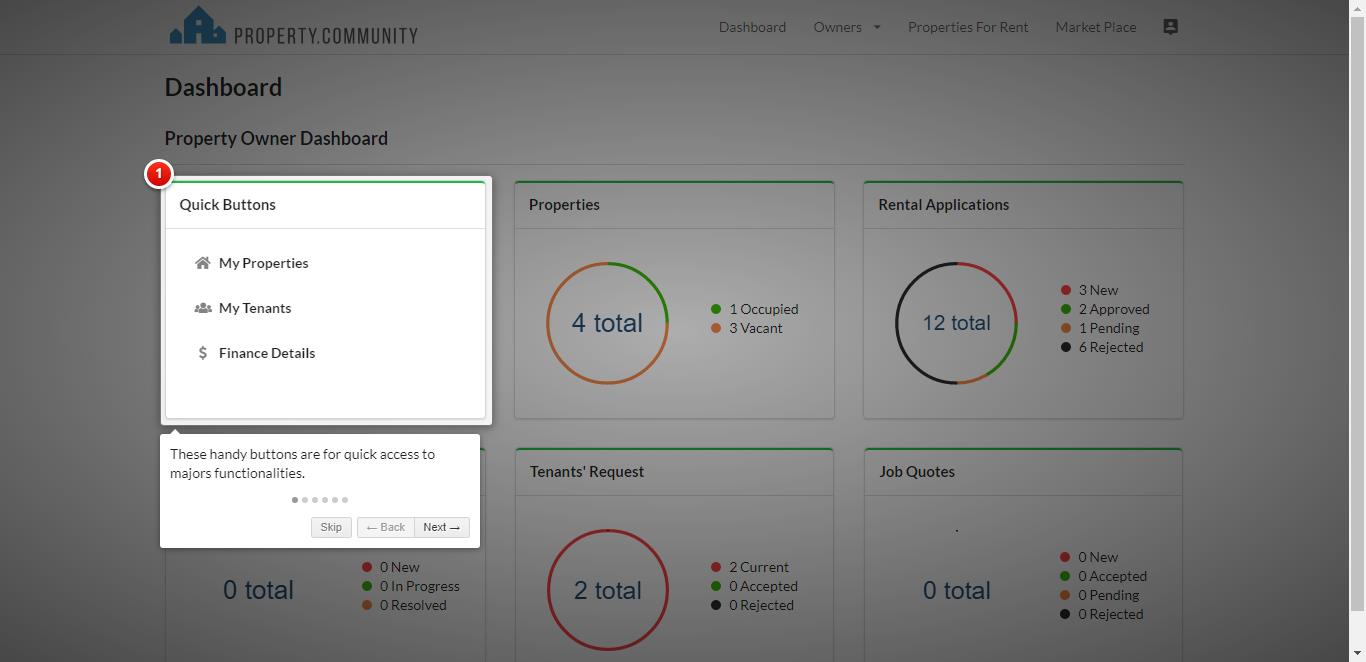 PROPERTY.COMMUNITY
Dashboard Owners Properties For Rent Market Place
Dashboard
Property Owner Dashboard
1
Quick Buttons
My Properties
My Tenants
Finance Details
Properties
4 total
1 Occupied
3 Vacant
Rental Applications
12 total
3 New
2 Approved
1 Pending
6 Rejected
These handy buttons are for quick access to
majors functionalities.
Skip ← Back Next →
0 total
0 New
0 In Progress
0 Resolved
Tenants' Request
2 total
2 Current
0 Accepted
0 Rejected
Job Quotes
0 total
0 New
0 Accepted
0 Pending
0 Rejected